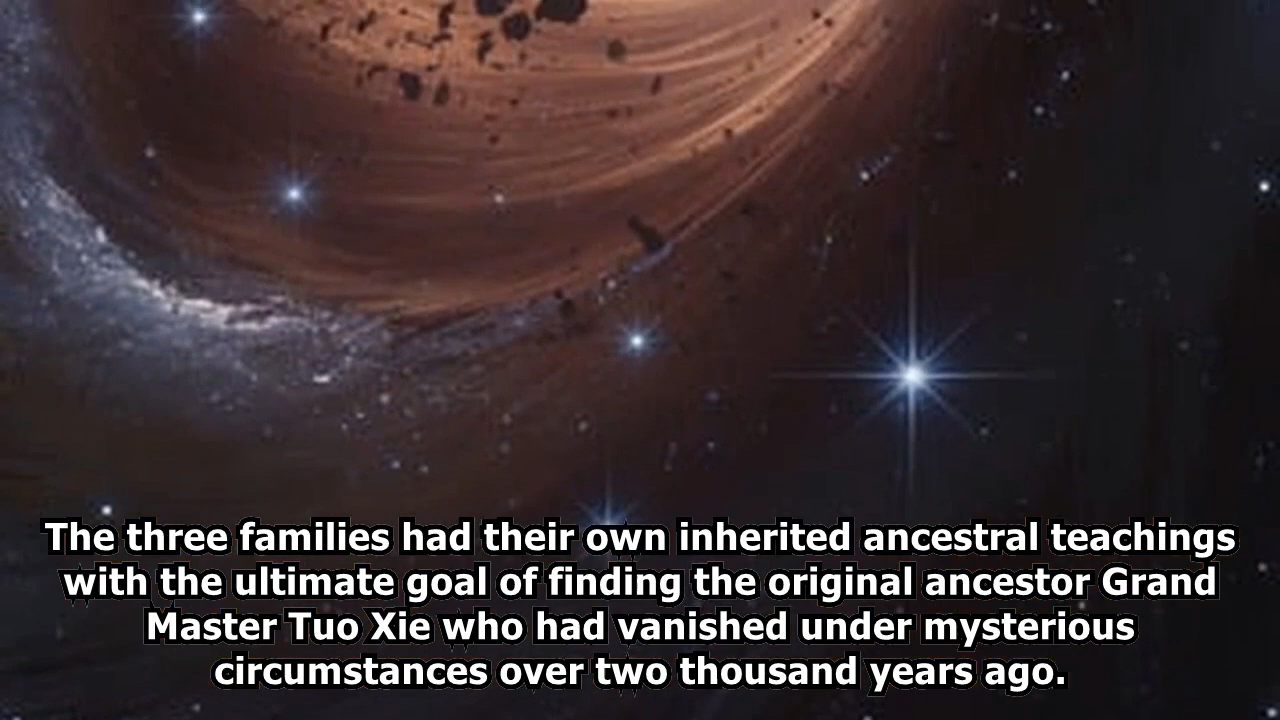 The three families had their own inherited ancestral teachings
with the ultimate goal of finding the original ancestor Grand
Master Tuo Xie who had vanished under mysterious
circumstances over two thousand years ago.